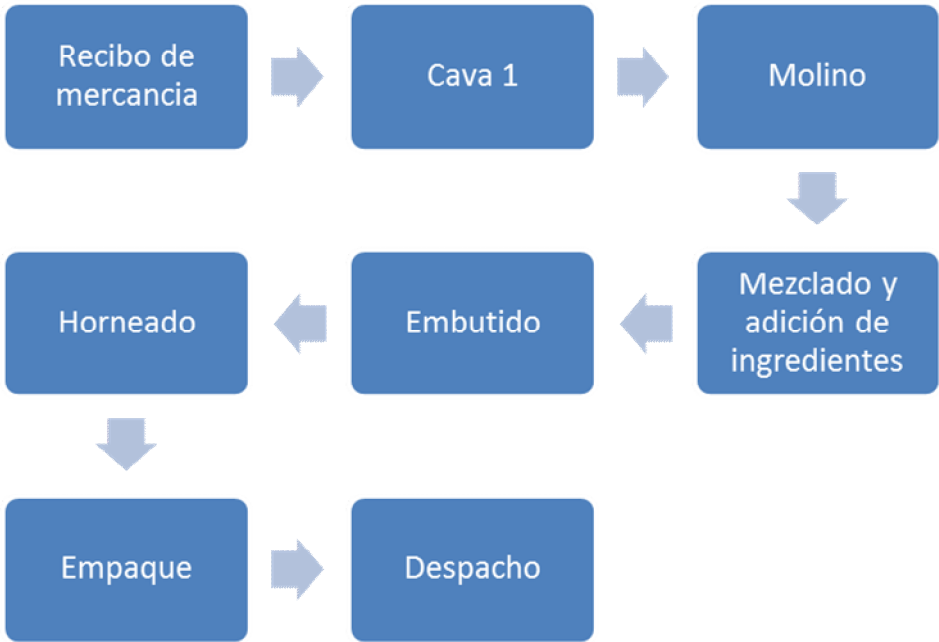 Recibo de
mercancia
Cava 1
Molino
Mezclado y
adición de
ingredientes
Embutido
Horneado
Empaque
Despacho